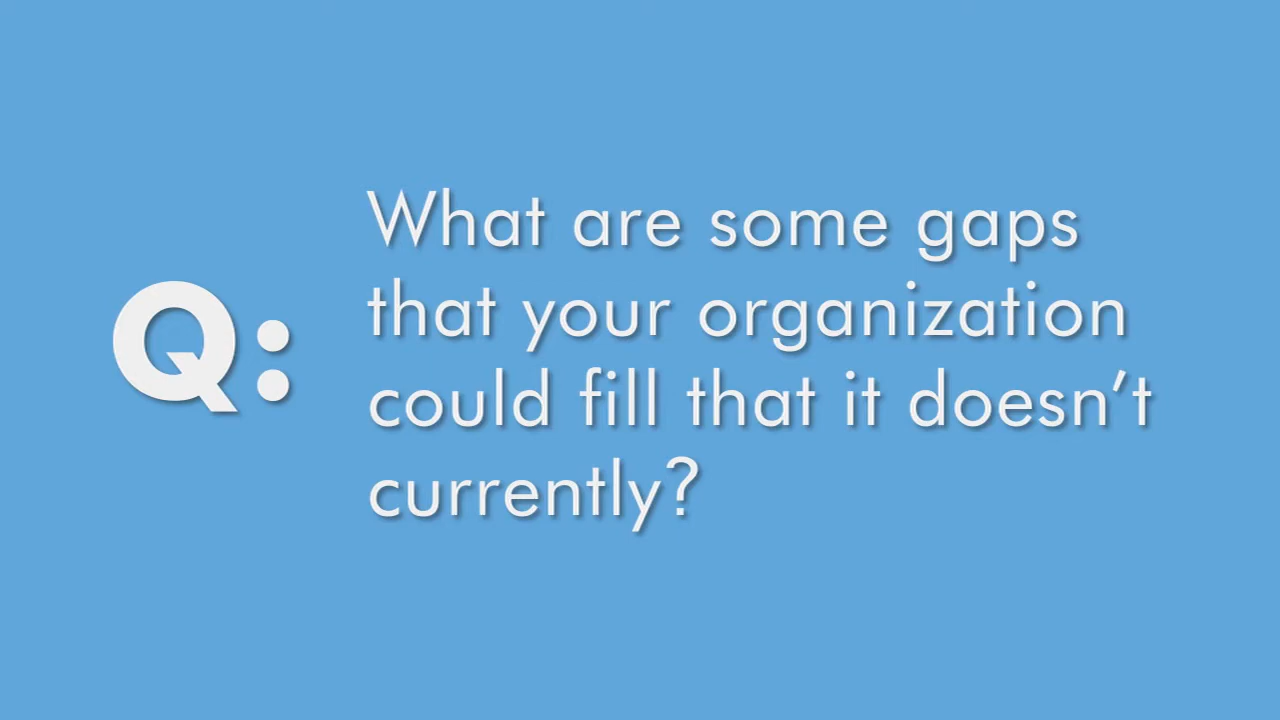 Q:
What are some gaps
that your organization
could fill that it doesn’t
currently?